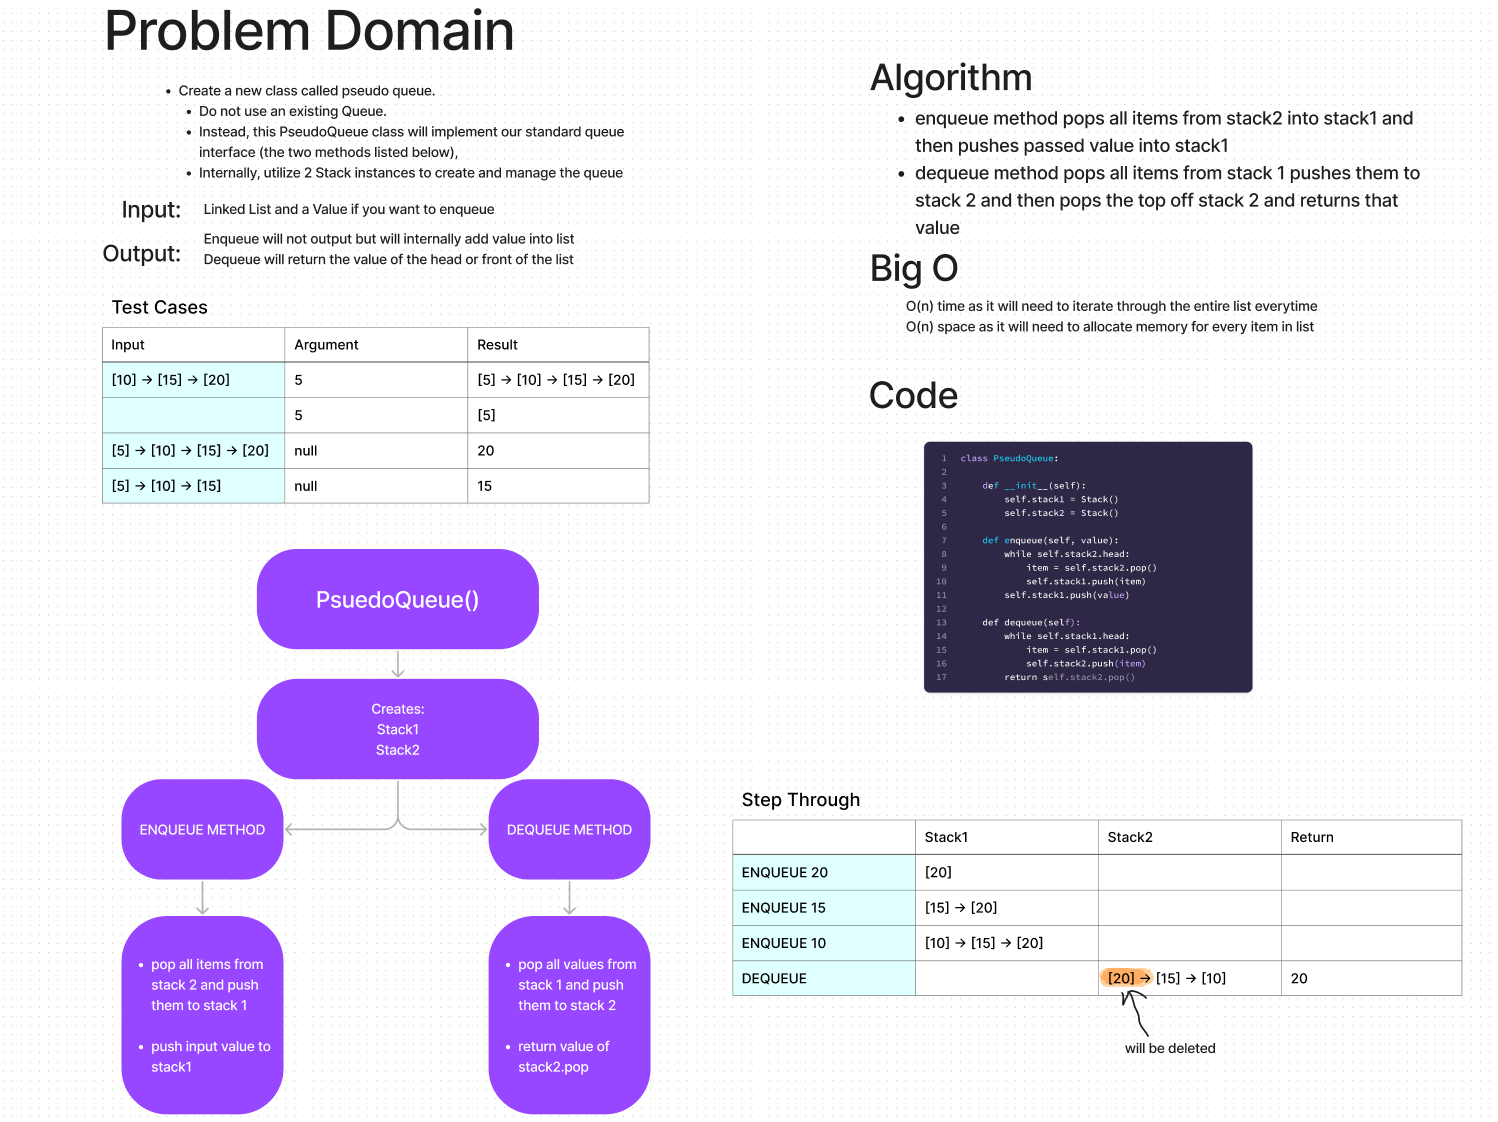 Problem Domain
• Create a new class called pseudo queue.
• Do not use an existing Queue.
• Instead, this PseudoQueue class will implement our standard queue
interface (the two methods listed below),
• Internally, utilize 2 Stack instances to create and manage the queue
Input: Linked List and a Value if you want to enqueue
Output: Enqueue will not output but will internally add value into list
Dequeue will return the value of the head or front of the list
Test Cases
Input Argument Result
[10] → [15] → [20] 5 [5] → [10] → [15] → [20]
5 [5]
[5] → [10] → [15] → [20] null 20
[5] → [10] → [15] null 15
PsuedoQueue()
Creates:
Stack1
Stack2
ENQUEUE METHOD
DEQUEUE METHOD
• pop all items from
stack 2 and push
them to stack 1
• push input value to
stack1
• pop all values from
stack 1 and push
them to stack 2
• return value of
stack2.pop
Algorithm
• enqueue method pops all items from stack2 into stack1 and
then pushes passed value into stack1
• dequeue method pops all items from stack 1 pushes them to
stack 2 and then pops the top off stack 2 and returns that
value
Big O
O(n) time as it will need to iterate through the entire list everytime
O(n) space as it will need to allocate memory for every item in list
Code
1 class PseudoQueue:
2
3 def __init__(self):
4 self.stack1 = Stack()
5 self.stack2 = Stack()
6
7 def enqueue(self, value):
8 while self.stack2.head:
9 item = self.stack2.pop()
10 self.stack1.push(item)
11 self.stack1.push(value)
12
13 def dequeue(self):
14 while self.stack1.head:
15 item = self.stack1.pop()
16 self.stack2.push(item)
17 return self.stack2.pop()
Step Through
Stack1 Stack2 Return
ENQUEUE 20 [20]
ENQUEUE 15 [15] → [20]
ENQUEUE 10 [10] → [15] → [20]
DEQUEUE [20] → [15] → [10] 20
will be deleted